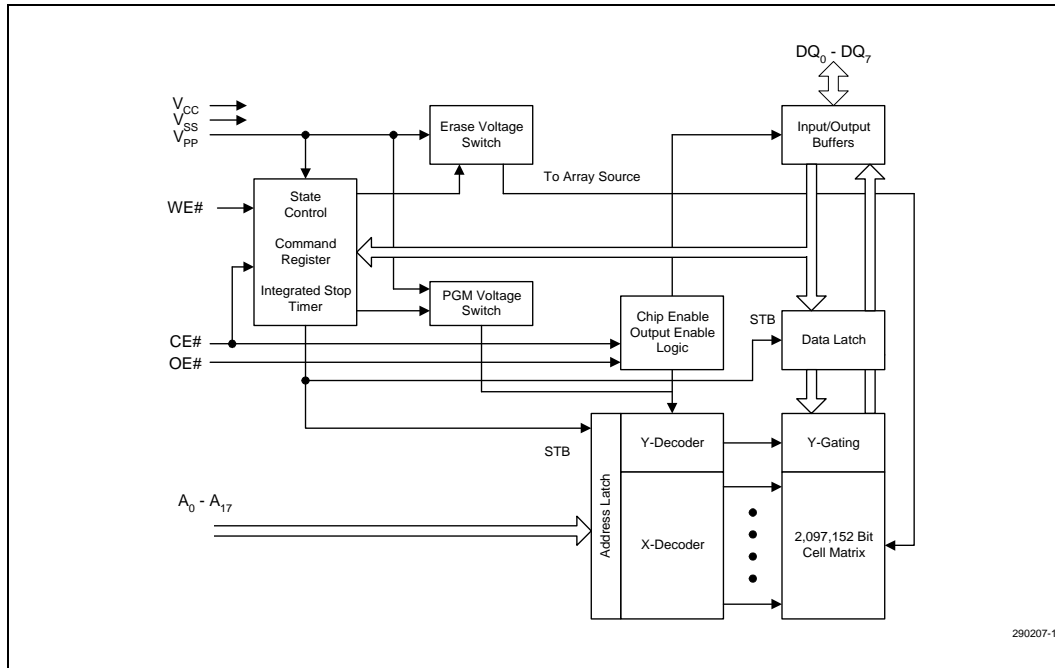 DQ0 - DQ7
VCC
VSS
VPP
Erase Voltage
Switch
Input/Output
Buffers
To Array Source
WE#
State
Control
Command
Register
Integrated Stop
Timer
PGM Voltage
Switch
Chip Enable
Output Enable
Logic
STB
Data Latch
CE#
OE#
STB
Address Latch
Y-Decoder
Y-Gating
A0 - A17
X-Decoder
2,097,152 Bit
Cell Matrix
290207-1